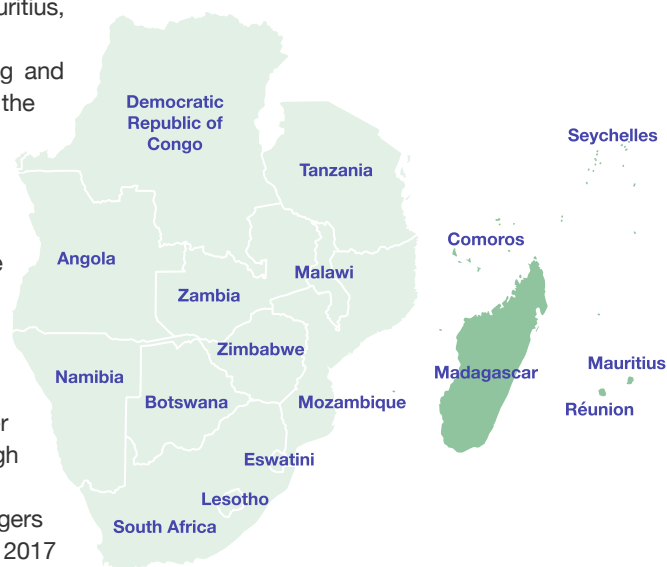 uritius,
g and
the
e
r
gh
gers
2017
Democratic
Republic of
Congo
Tanzania
Seychelles
Comoros
Angola
Malawi
Zambia
Zimbabwe
Mauritius
Madagascar
Namibia
Botswana
Mozambique
Réunion
Eswatini
Lesotho
South Africa